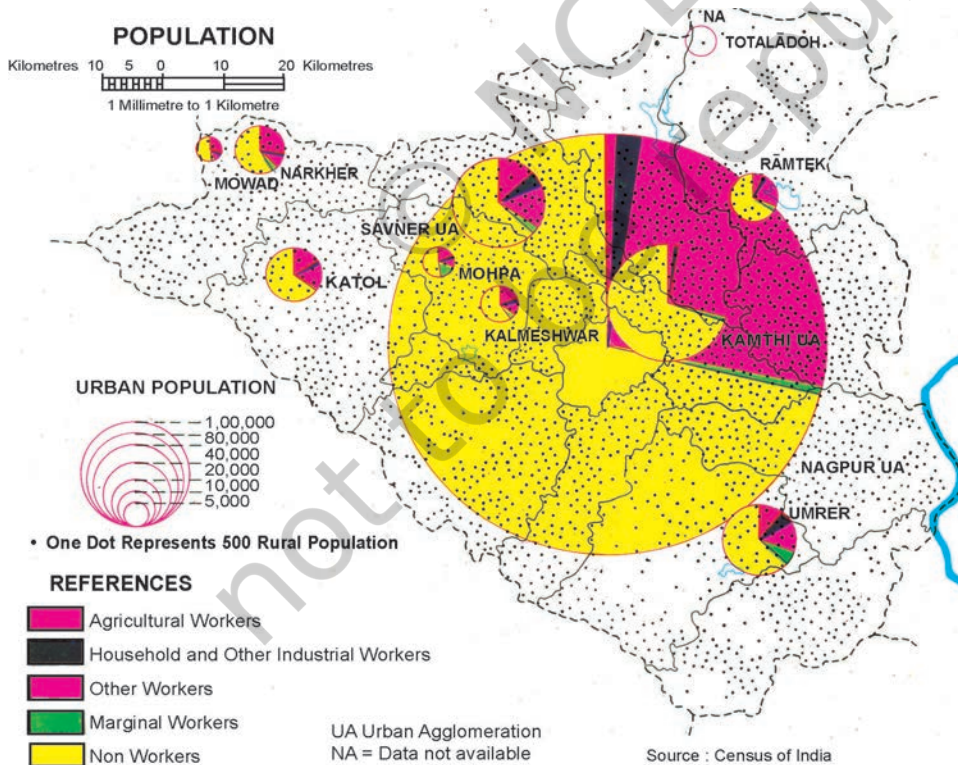 POPULATION
Kilometres 10 5 0 10 20 Kilometres
1 Millimetre to 1 Kilometre
NA
TOTALADOH
RAMTEK
MOWAD
NARKHER
SAVNER UA
KATOL
MOHPA
KALMESHWAR
KAMTHI UA
NAGPUR UA
UMRER
URBAN POPULATION
1,00,000
80,000
40,000
20,000
10,000
5,000
• One Dot Represents 500 Rural Population
REFERENCES
Agricultural Workers
Household and Other Industrial Workers
Other Workers
Marginal Workers
Non Workers
UA Urban Agglomeration
NA = Data not available
Source : Census of India
not to